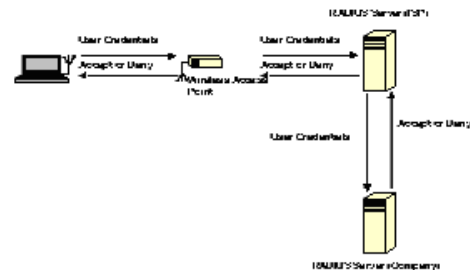 RADIUS Server(ISP)
User Credentials
User Credentials
Accept or Deny
Accept or Deny
Wireless Access
Point
User Credentials
Accept or Deny
RADIUS Server(Company)